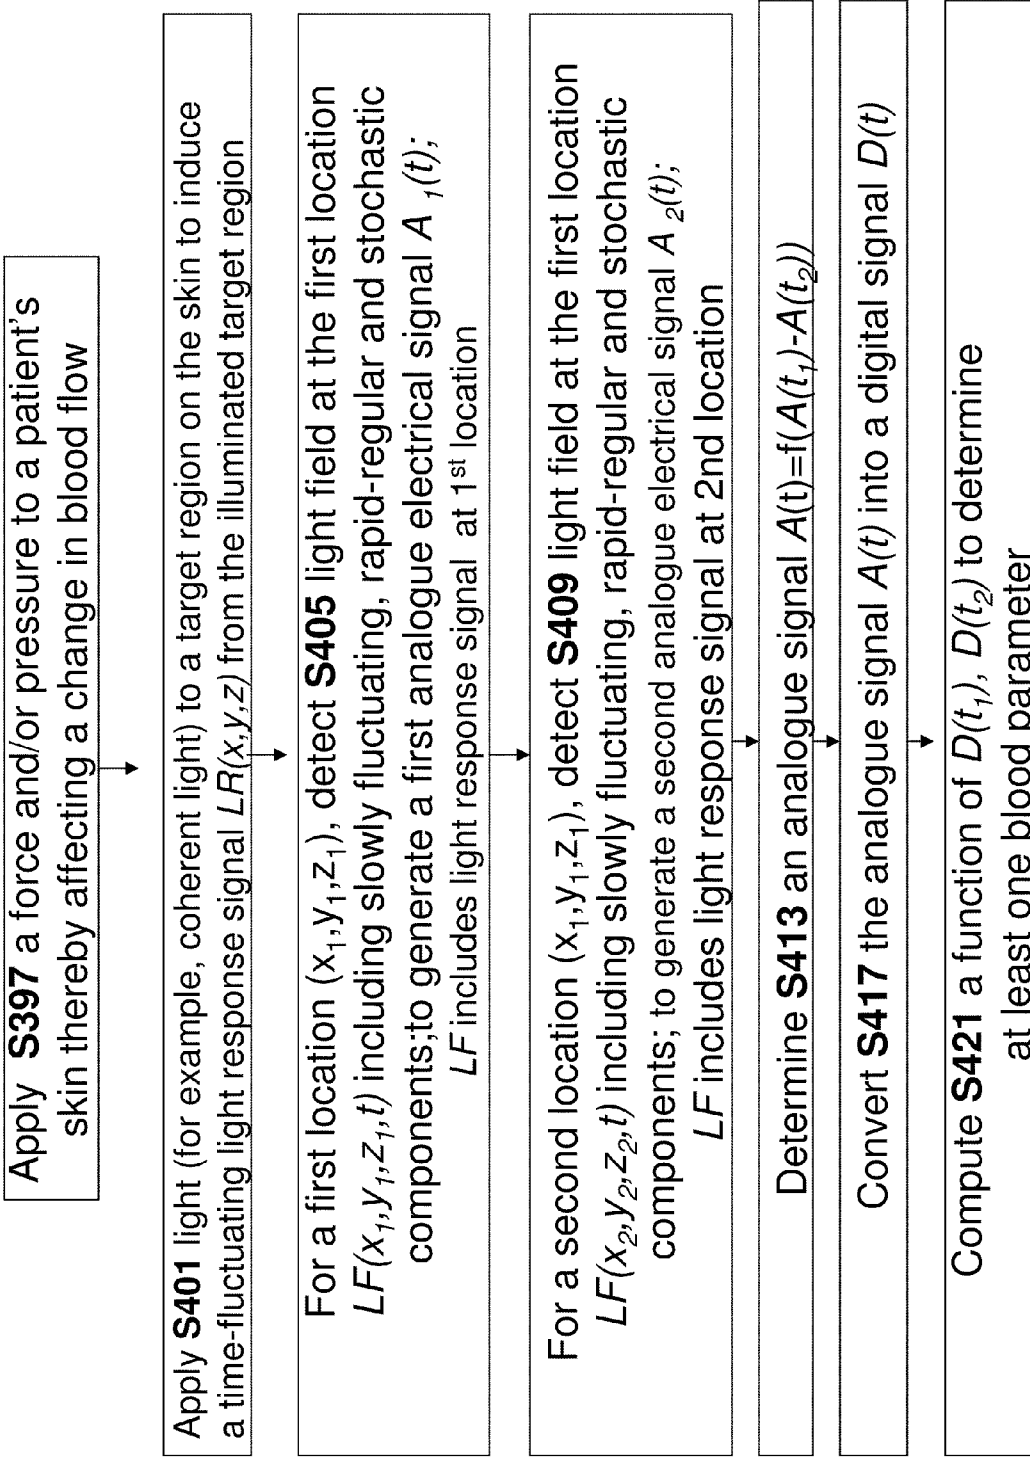 Apply S397 a force and/or pressure to a patient's
skin thereby affecting a change in blood flow
Apply S401 light (for example, coherent light) to a target region on the skin to induce
a time-fluctuating light response signal LR(x,y,z) from the illuminated target region
For a first location (x₁,y₁,z₁), detect S405 light field at the first location
LF(x₁,y₁,z₁,t) including slowly fluctuating, rapid-regular and stochastic
components;to generate a first analogue electrical signal A ₁(t);
LF includes light response signal at 1ˢᵗ location
For a second location (x₁,y₁,z₁), detect S409 light field at the first location
LF(x₂,y₂,z₂,t) including slowly fluctuating, rapid-regular and stochastic
components; to generate a second analogue electrical signal A ₂(t);
LF includes light response signal at 2nd location
Determine S413 an analogue signal A(t)=f(A(t₁)-A(t₂))
Convert S417 the analogue signal A(t) into a digital signal D(t)
Compute S421 a function of D(t₁), D(t₂) to determine
at least one blood parameter